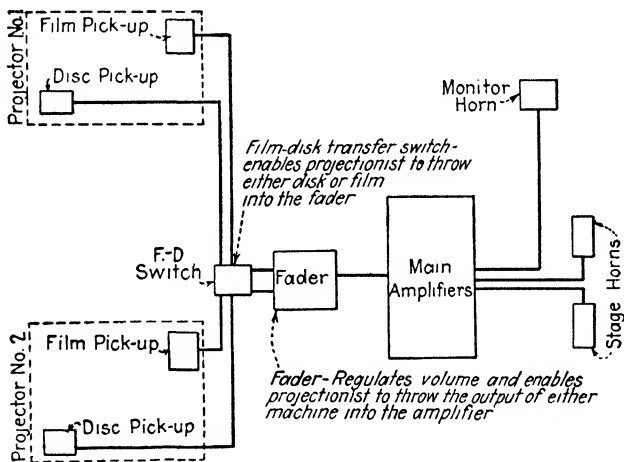 Projector No.1
Film Pick-up
Disc Pick-up
Monitor
Horn
Film-disk transfer switch-
enables projectionist to throw
either disk or film
into the fader
F.-D
Switch
Fader
Main
Amplifiers
Stage Horns
Projector No. 2
Film Pick-up
Disc Pick-up
Fader-Regulates volume and enables
projectionist to throw the output of either
machine into the amplifier